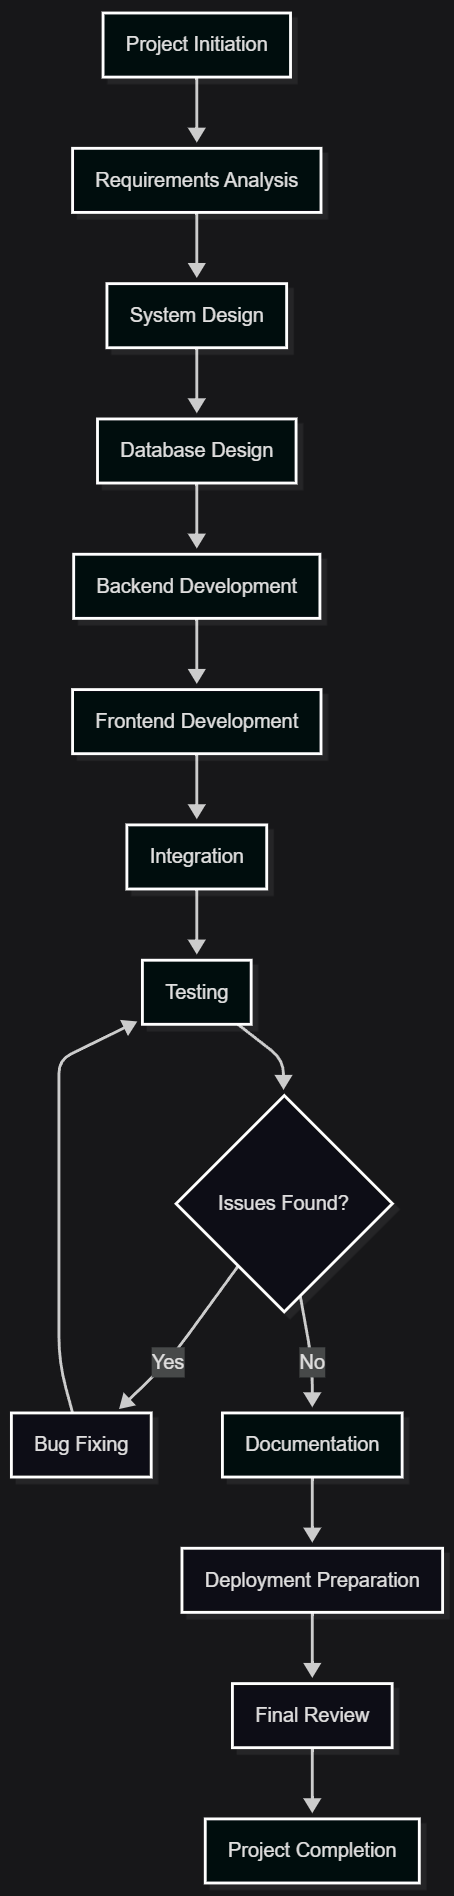 Project Initiation
Requirements Analysis
System Design
Database Design
Backend Development
Frontend Development
Integration
Testing
Issues Found?
Yes
No
Bug Fixing
Documentation
Deployment Preparation
Final Review
Project Completion